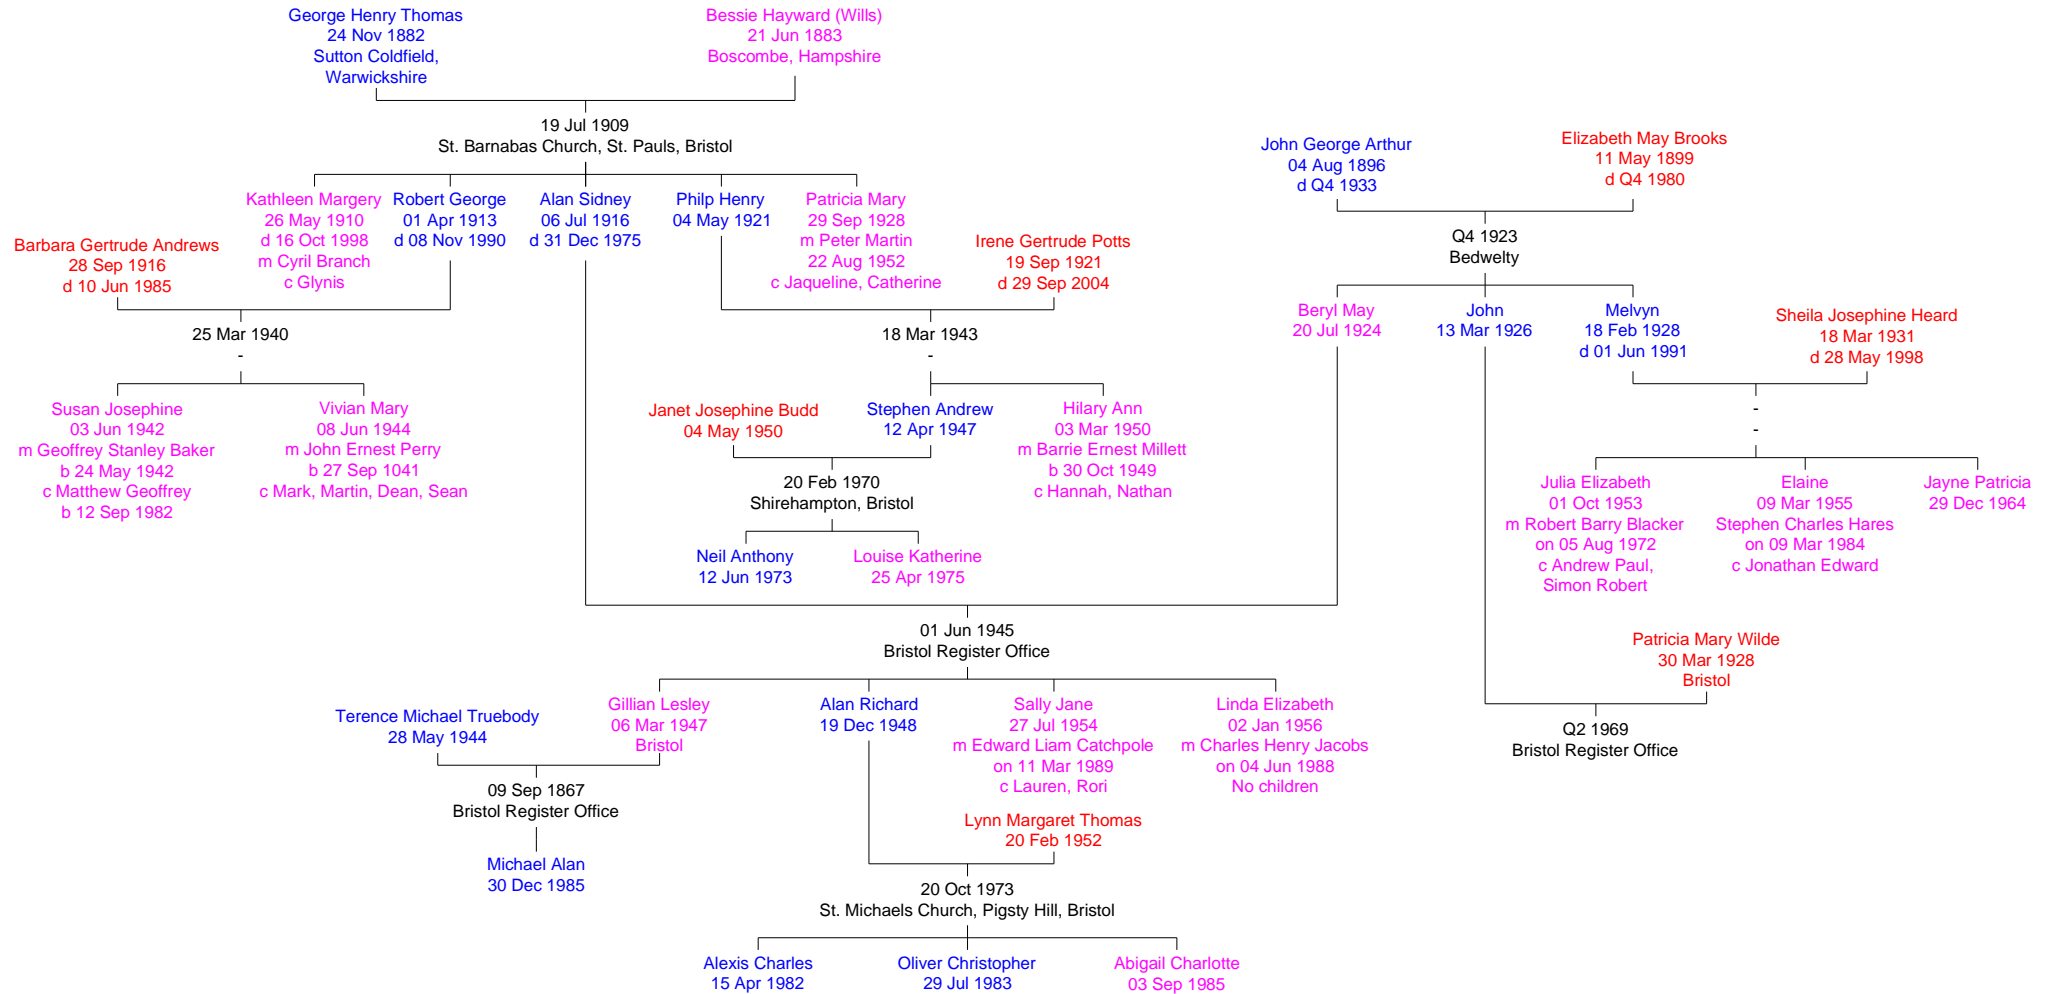 George Henry Thomas
24 Nov 1882
Sutton Coldfield,
Warwickshire
Bessie Hayward (Wills)
21 Jun 1883
Boscombe, Hampshire
19 Jul 1909
St. Barnabas Church, St. Pauls, Bristol
John George Arthur
04 Aug 1896
d Q4 1933
Elizabeth May Brooks
11 May 1899
d Q4 1980
Kathleen Margery
26 May 1910
d 16 Oct 1998
m Cyril Branch
c Glynis
Robert George
01 Apr 1913
d 08 Nov 1990
Alan Sidney
06 Jul 1916
d 31 Dec 1975
Philp Henry
04 May 1921
Patricia Mary
29 Sep 1928
m Peter Martin
22 Aug 1952
c Jaqueline, Catherine
Barbara Gertrude Andrews
28 Sep 1916
d 10 Jun 1985
Irene Gertrude Potts
19 Sep 1921
d 29 Sep 2004
Q4 1923
Bedwelty
25 Mar 1940
-
18 Mar 1943
-
Beryl May
20 Jul 1924
John
13 Mar 1926
Melvyn
18 Feb 1928
d 01 Jun 1991
Sheila Josephine Heard
18 Mar 1931
d 28 May 1998
Susan Josephine
03 Jun 1942
m Geoffrey Stanley Baker
b 24 May 1942
c Matthew Geoffrey
b 12 Sep 1982
Vivian Mary
08 Jun 1944
m John Ernest Perry
b 27 Sep 1041
c Mark, Martin, Dean, Sean
Janet Josephine Budd
04 May 1950
Stephen Andrew
12 Apr 1947
Hilary Ann
03 Mar 1950
m Barrie Ernest Millett
b 30 Oct 1949
c Hannah, Nathan
-
-
20 Feb 1970
Shirehampton, Bristol
Julia Elizabeth
01 Oct 1953
m Robert Barry Blacker
on 05 Aug 1972
c Andrew Paul,
Simon Robert
Elaine
09 Mar 1955
Stephen Charles Hares
on 09 Mar 1984
c Jonathan Edward
Jayne Patricia
29 Dec 1964
Neil Anthony
12 Jun 1973
Louise Katherine
25 Apr 1975
01 Jun 1945
Bristol Register Office
Patricia Mary Wilde
30 Mar 1928
Bristol
Terence Michael Truebody
28 May 1944
Gillian Lesley
06 Mar 1947
Bristol
Alan Richard
19 Dec 1948
Sally Jane
27 Jul 1954
m Edward Liam Catchpole
on 11 Mar 1989
c Lauren, Rori
Linda Elizabeth
02 Jan 1956
m Charles Henry Jacobs
on 04 Jun 1988
No children
Q2 1969
Bristol Register Office
09 Sep 1867
Bristol Register Office
Lynn Margaret Thomas
20 Feb 1952
Michael Alan
30 Dec 1985
20 Oct 1973
St. Michaels Church, Pigsty Hill, Bristol
Alexis Charles
15 Apr 1982
Oliver Christopher
29 Jul 1983
Abigail Charlotte
03 Sep 1985